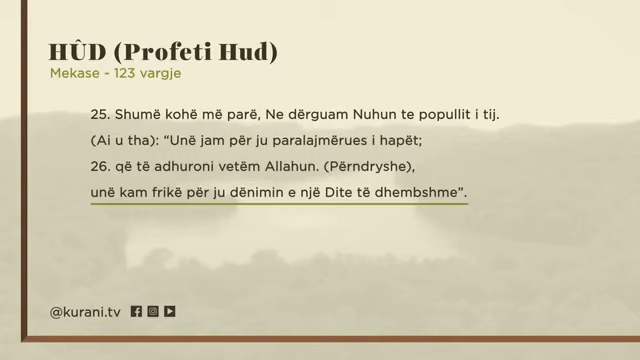 HÛD (Profeti Hud)
Mekase - 123 vargje
25. Shumë kohë më parë, Ne dërguam Nuhun te popullit i tij.
(Ai u tha): “Unë jam për ju paralajmërues i hapët;
26. që të adhuroni vetëm Allahun. (Përndryshe),
unë kam frikë për ju dënimin e një Dite të dhembshme”.
@kurani.tv